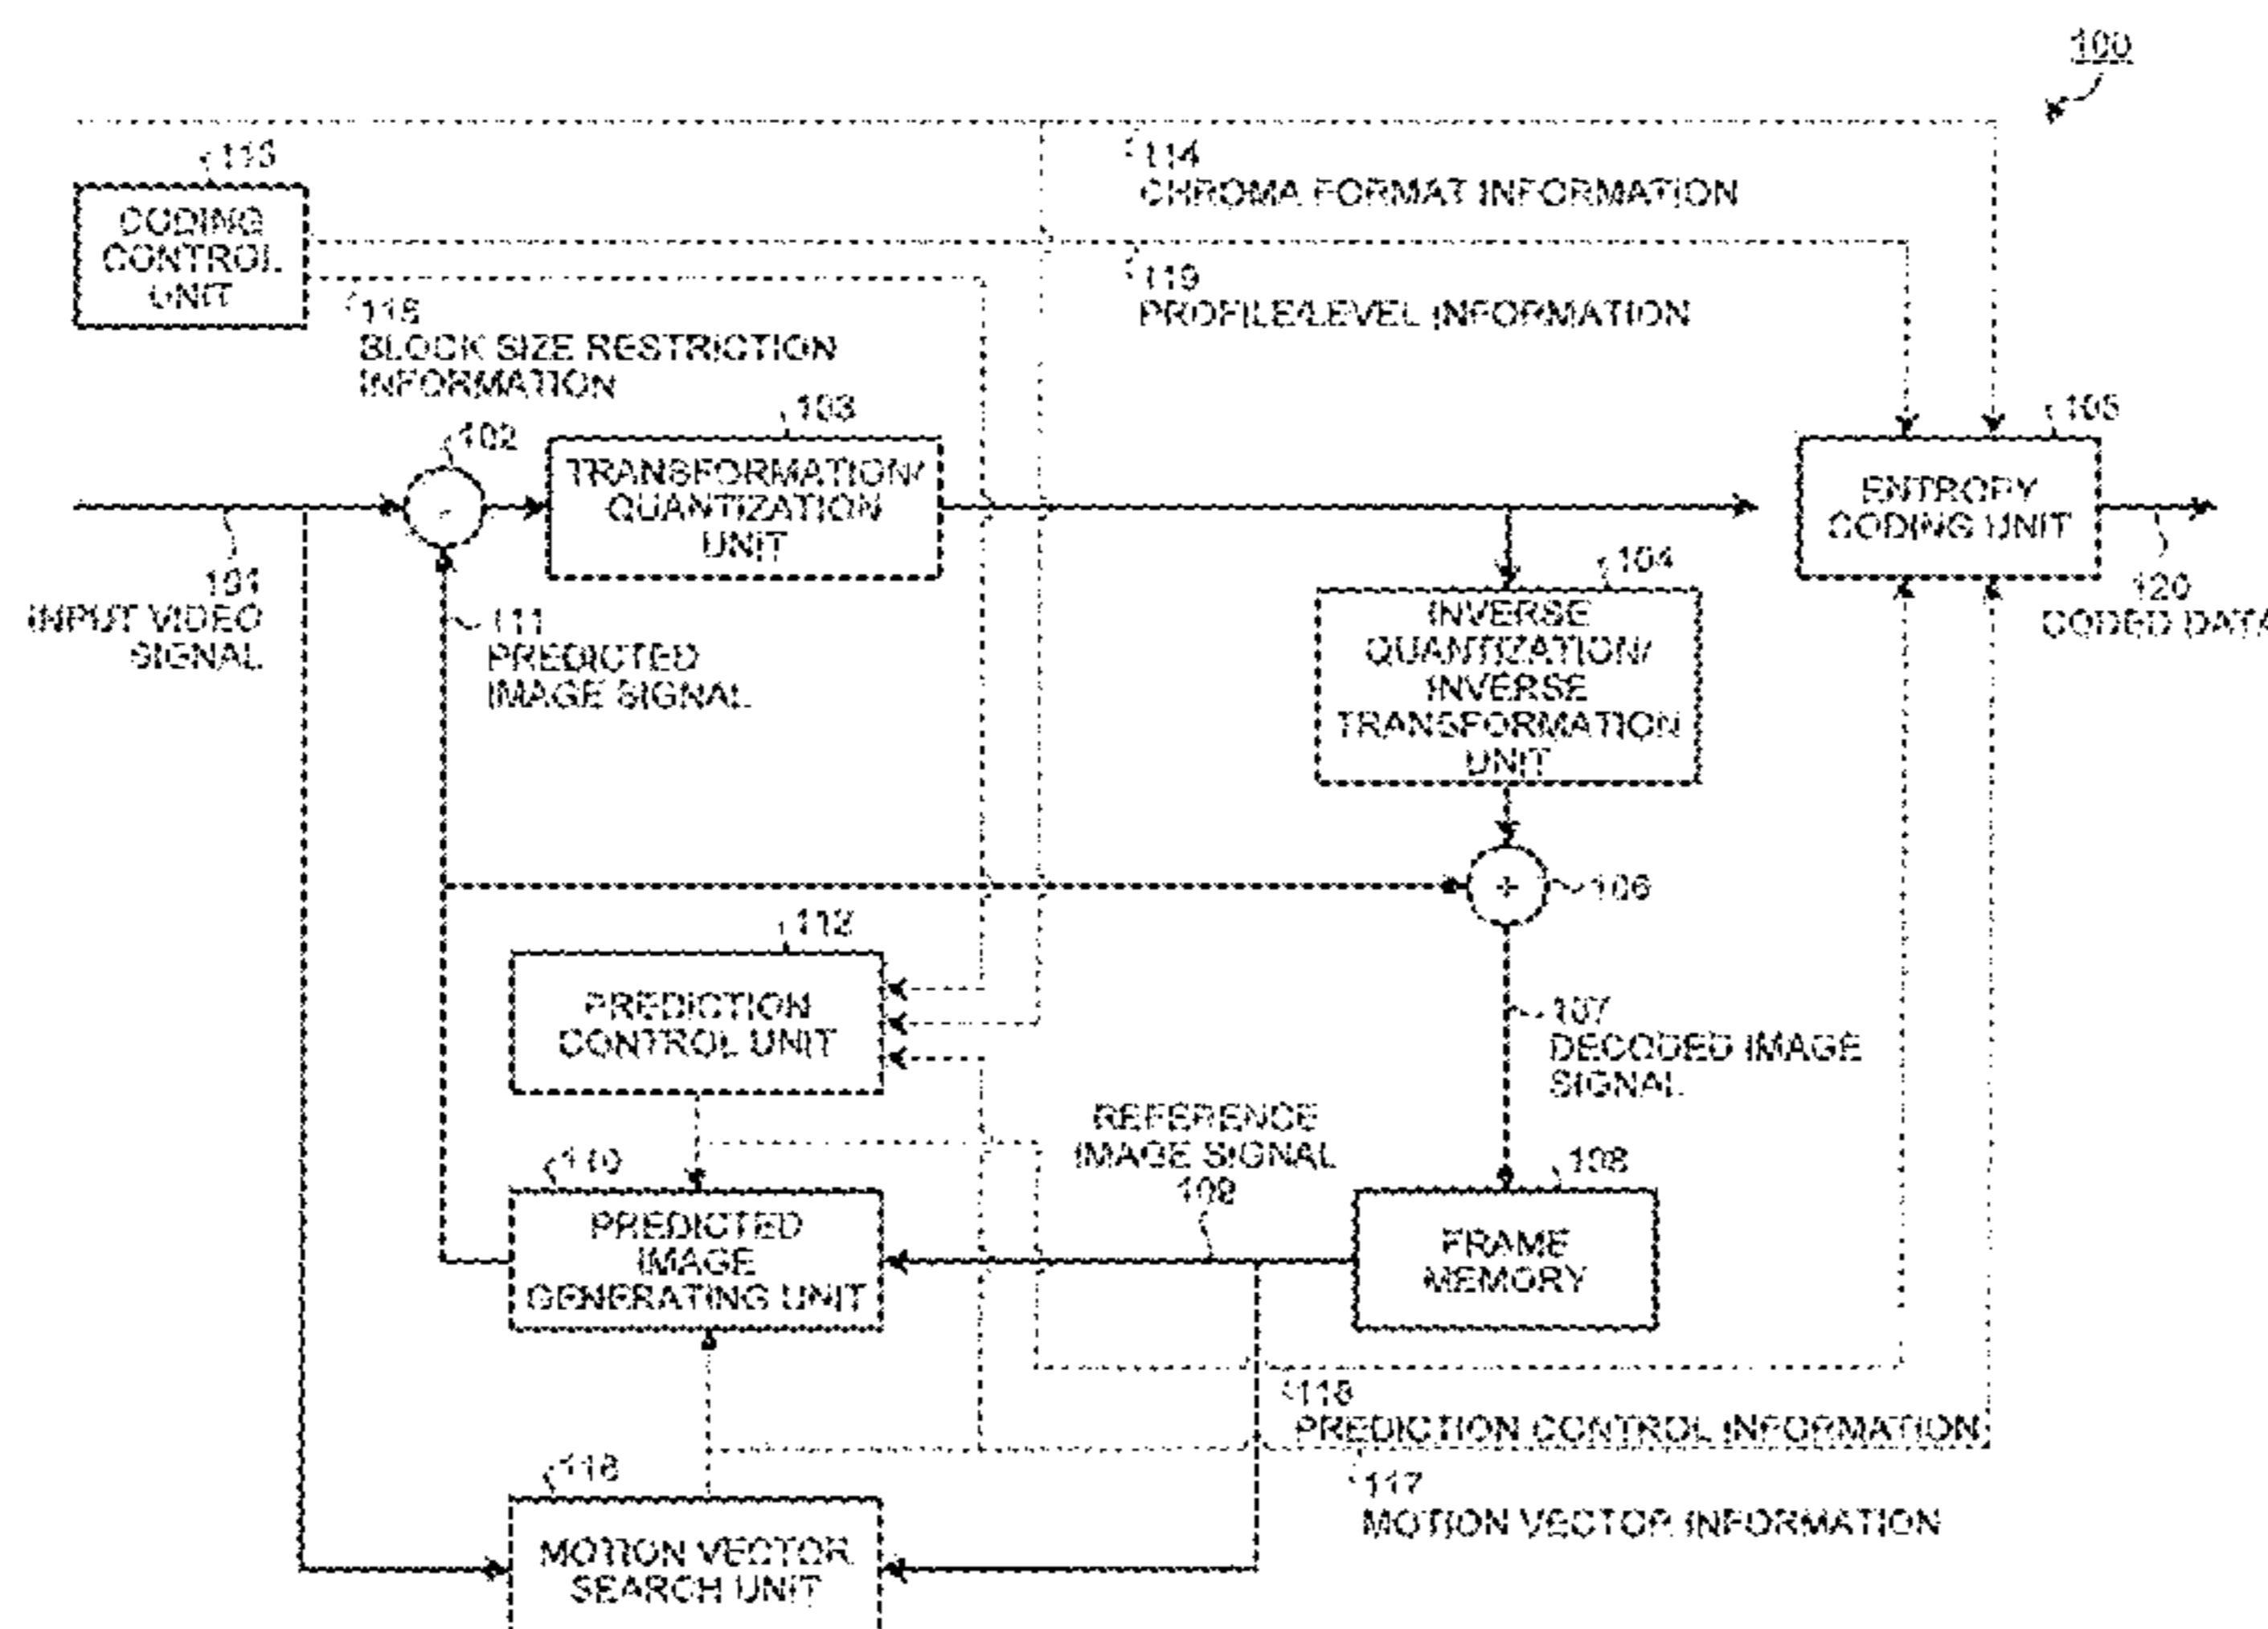 100
113
114
CHROMA FORMAT INFORMATION
CODING
CONTROL
UNIT
119
PROFILE/LEVEL INFORMATION
115
BLOCK SIZE RESTRICTION
INFORMATION
102
103
105
TRANSFORMATION/
QUANTIZATION
UNIT
-
ENTROPY
CODING UNIT
101
INPUT VIDEO
SIGNAL
111
PREDICTED
IMAGE SIGNAL
104
INVERSE
QUANTIZATION/
INVERSE
TRANSFORMATION
UNIT
120
CODED DATA
+
106
112
PREDICTION
CONTROL UNIT
107
DECODED IMAGE
SIGNAL
REFERENCE
IMAGE SIGNAL
109
110
108
PREDICTED
IMAGE
GENERATING UNIT
FRAME
MEMORY
118
PREDICTION CONTROL INFORMATION
116
117
MOTION VECTOR INFORMATION
MOTION VECTOR
SEARCH UNIT